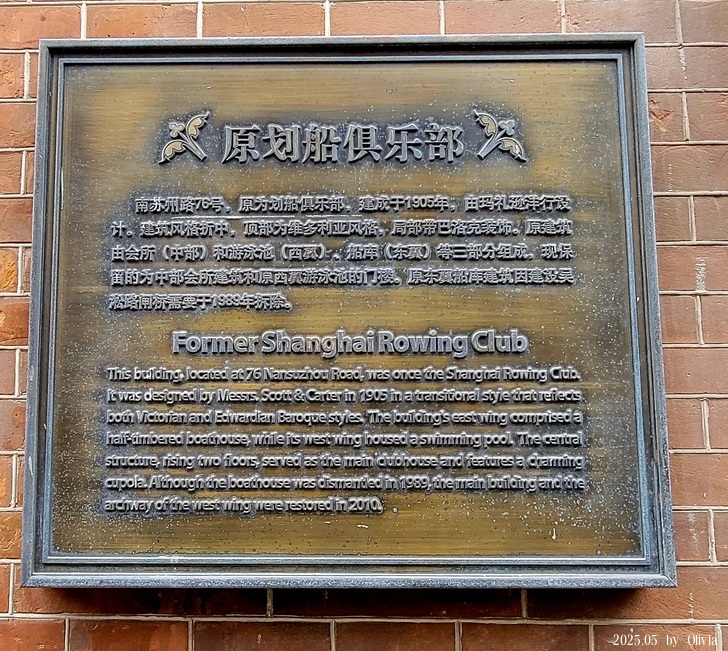 原划船俱乐部
南苏州路76号。原为划船俱乐部。建成于1905年。由玛礼逊洋行设
计。建筑风格折中，顶部为维多利亚风格，局部带巴洛克装饰。原建筑
由会所（中部）和游泳池（西翼）、船库（东翼）等三部分组成。现保
留的为中部会所建筑和原西翼游泳池的门楼。原东翼船库建筑因建设吴
淞路闸桥需要于1989年拆除。
Former Shanghai Rowing Club
This building, located at 76 Nansuzhou Road, was once the Shanghai Rowing Club.
It was designed by Messrs. Scott & Carter in 1905 in a transitional style that reflects
both Victorian and Edwardian Baroque styles. The building's east wing comprised a
half-timbered boathouse, while its west wing housed a swimming pool. The central
structure, rising two floors, served as the main clubhouse and features a charming
cupola. Although the boathouse was dismantled in 1989, the main building and the
archway of the west wing were restored in 2010.
2025.05 by Olivia